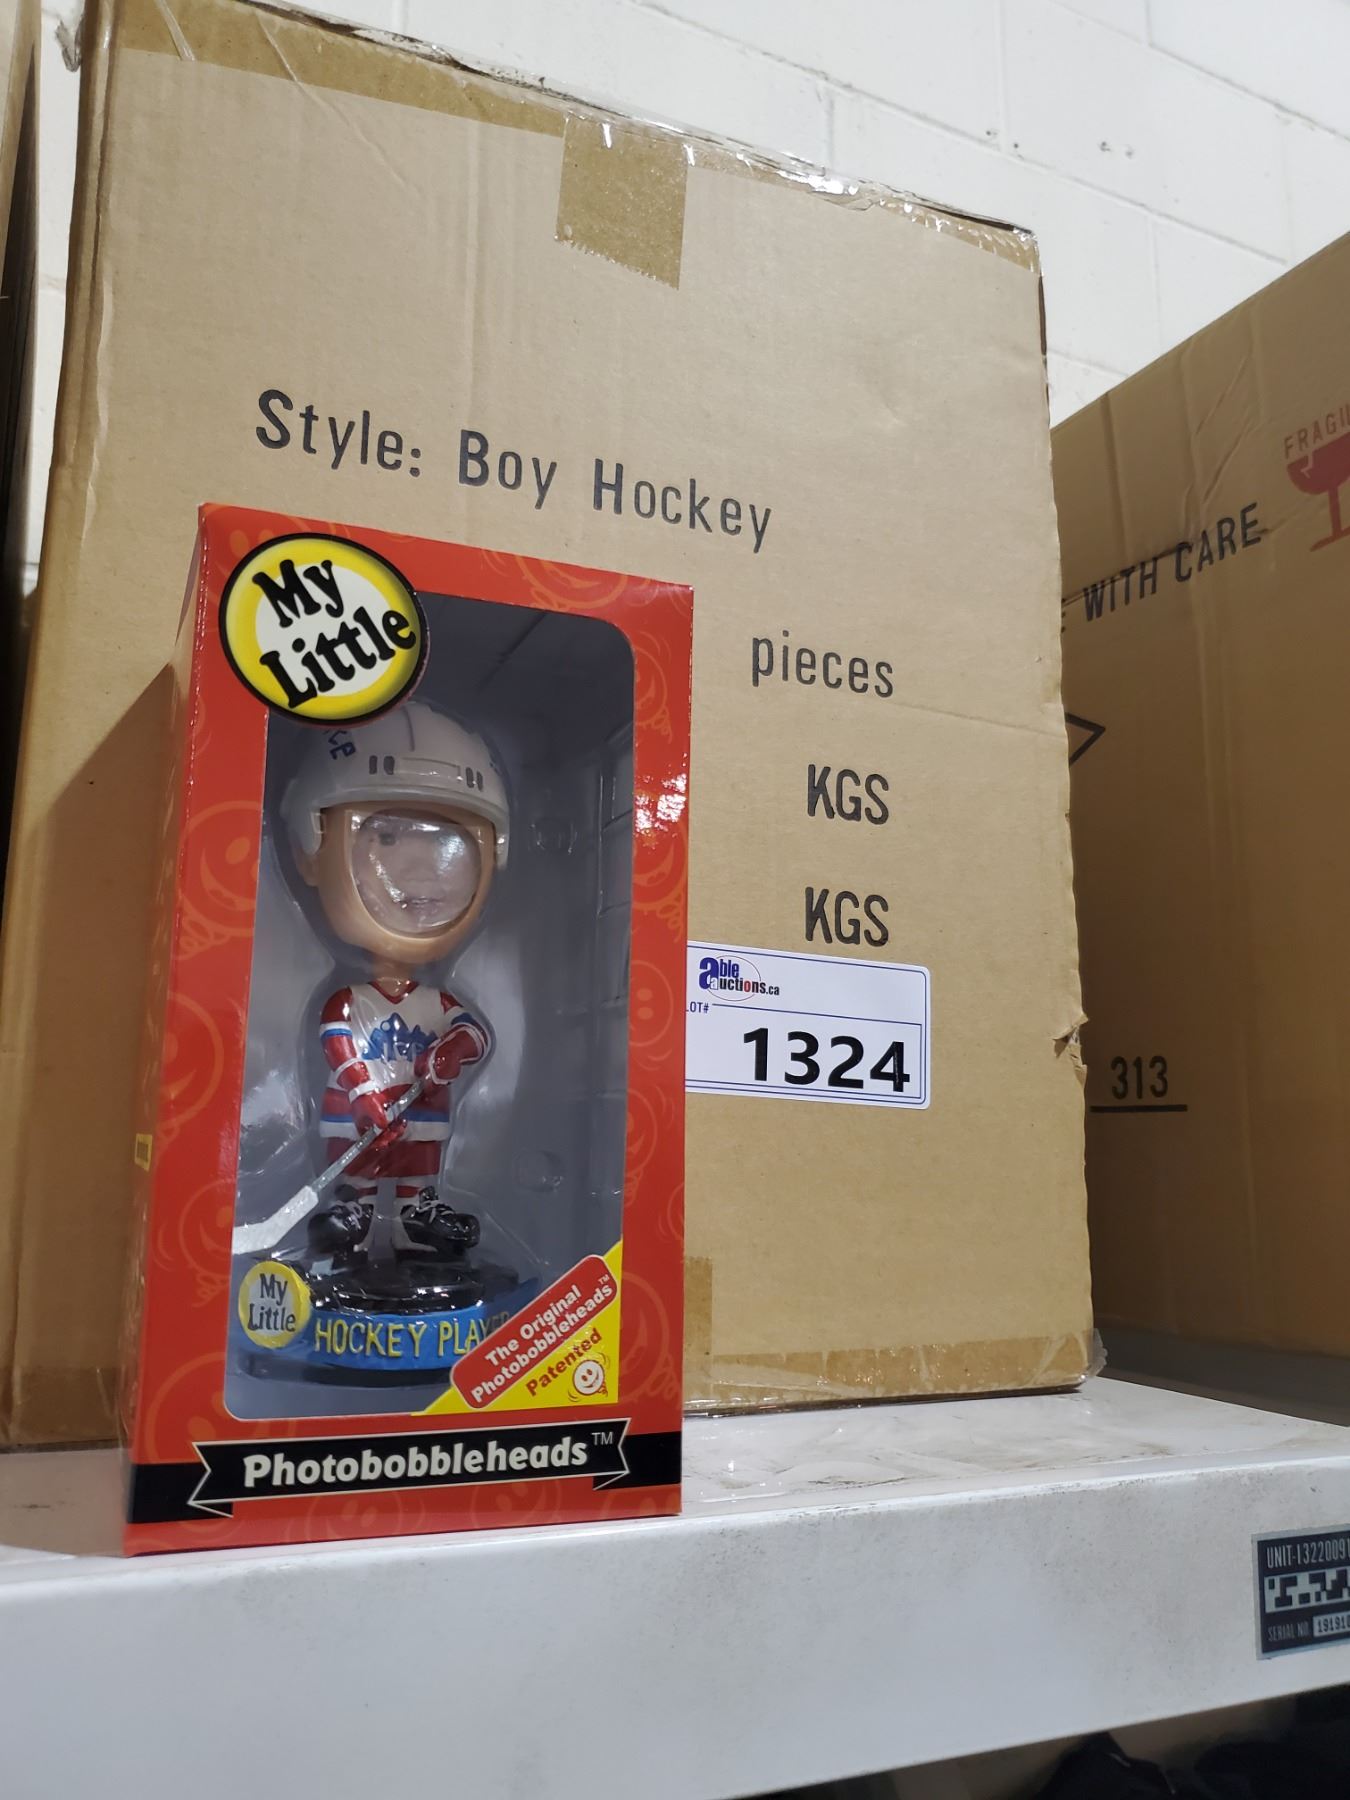 Style: Boy Hockey
pieces
KGS
KGS
WITH CARE
313
able
auctions.ca
LOT#
1324
My
Little
My
Little
HOCKEY PLAY
The Original
Photobobbleheads™
Patented
Photobobbleheads™